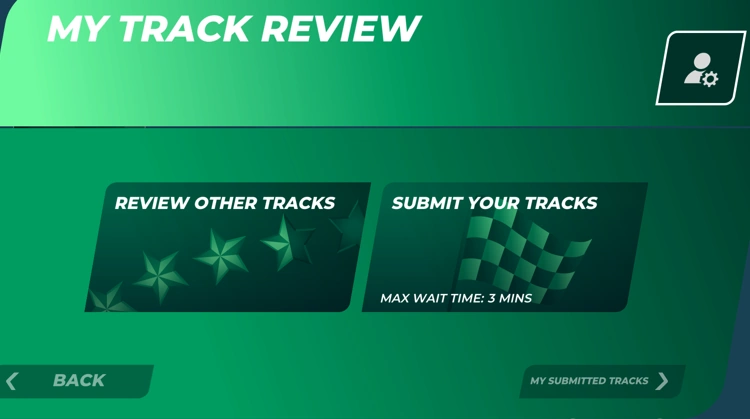 MY TRACK REVIEW
REVIEW OTHER TRACKS
SUBMIT YOUR TRACKS
MAX WAIT TIME: 3 MINS
BACK
MY SUBMITTED TRACKS